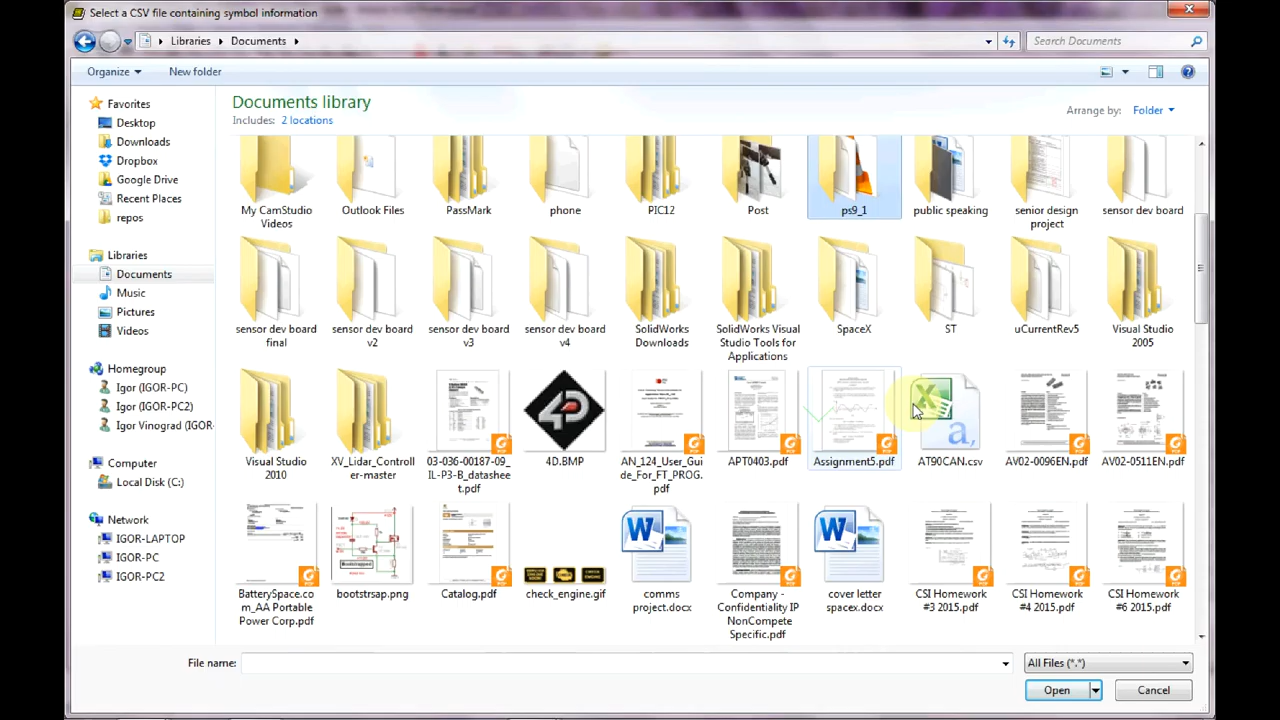 Select a CSV file containing symbol information
Libraries
Documents
Search Documents
Organize
New folder
Favorites
Desktop
Downloads
Dropbox
Google Drive
Recent Places
repos
Libraries
Documents
Music
Pictures
Videos
Homegroup
Igor (IGOR-PC)
Igor (IGOR-PC2)
Igor Vinograd (IGOR-
Computer
Local Disk (C:)
Network
IGOR-LAPTOP
IGOR-PC
IGOR-PC2
Documents library
Includes: 2 locations
Arrange by: Folder
My CamStudio
Videos
Outlook Files
PassMark
phone
PIC12
Post
ps9_1
public speaking
senior design
project
sensor dev board
sensor dev board
final
sensor dev board
v2
sensor dev board
v3
sensor dev board
v4
SolidWorks
Downloads
SolidWorks Visual
Studio Tools for
Applications
SpaceX
ST
uCurrentRev5
Visual Studio
2005
Visual Studio
2010
XV_Lidar_Controll
er-master
03-036-00187-09_
IL-P3-B_datashee
t.pdf
4D.BMP
AN_124_User_Gui
de_For_FT_PROG.
pdf
APT0403.pdf
Assignment5.pdf
AT90CAN.csv
AV02-0096EN.pdf
AV02-0511EN.pdf
BatterySpace.com
m_AA Portable
Power Corp.pdf
bootstrsap.png
Catalog.pdf
check_engine.gif
comms
project.docx
Company -
Confidentiality IP
NonCompete
Specific.pdf
cover letter
spacex.docx
CSI Homework
#3 2015.pdf
CSI Homework
#4 2015.pdf
CSI Homework
#6 2015.pdf
File name:
All Files (*.*)
Open
Cancel